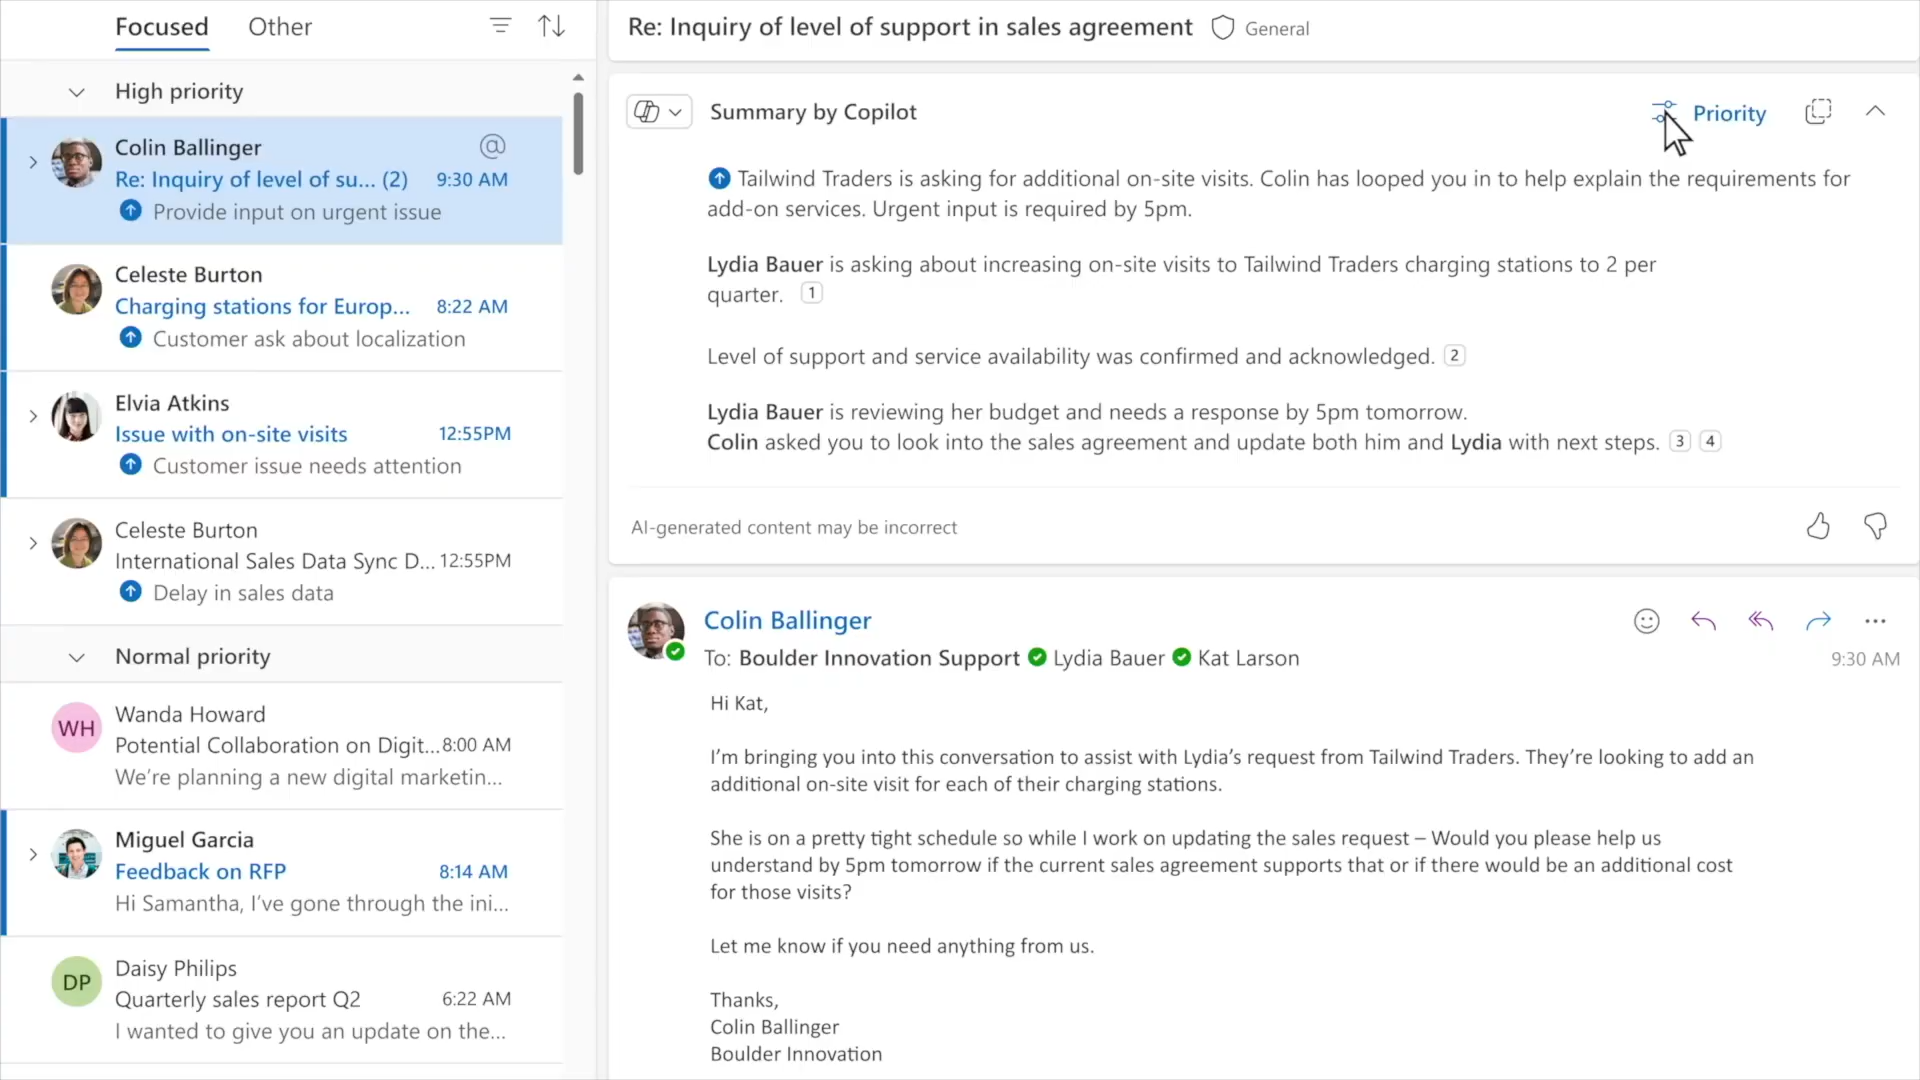 Focused Other
High priority
Colin Ballinger @
Re: Inquiry of level of su... (2) 9:30 AM
Provide input on urgent issue
Celeste Burton
Charging stations for Europ... 8:22 AM
Customer ask about localization
Elvia Atkins
Issue with on-site visits 12:55PM
Customer issue needs attention
Celeste Burton
International Sales Data Sync D... 12:55PM
Delay in sales data
Normal priority
WH
Wanda Howard
Potential Collaboration on Digit... 8:00 AM
We’re planning a new digital marketin...
Miguel Garcia
Feedback on RFP 8:14 AM
Hi Samantha, I’ve gone through the ini...
DP
Daisy Philips
Quarterly sales report Q2 6:22 AM
I wanted to give you an update on the...
Re: Inquiry of level of support in sales agreement General
Summary by Copilot Priority
Tailwind Traders is asking for additional on-site visits. Colin has looped you in to help explain the requirements for
add-on services. Urgent input is required by 5pm.
Lydia Bauer is asking about increasing on-site visits to Tailwind Traders charging stations to 2 per
quarter. 1
Level of support and service availability was confirmed and acknowledged. 2
Lydia Bauer is reviewing her budget and needs a response by 5pm tomorrow.
Colin asked you to look into the sales agreement and update both him and Lydia with next steps. 3 4
AI-generated content may be incorrect
Colin Ballinger
To: Boulder Innovation Support Lydia Bauer Kat Larson
9:30 AM
Hi Kat,
I’m bringing you into this conversation to assist with Lydia’s request from Tailwind Traders. They’re looking to add an
additional on-site visit for each of their charging stations.
She is on a pretty tight schedule so while I work on updating the sales request – Would you please help us
understand by 5pm tomorrow if the current sales agreement supports that or if there would be an additional cost
for those visits?
Let me know if you need anything from us.
Thanks,
Colin Ballinger
Boulder Innovation